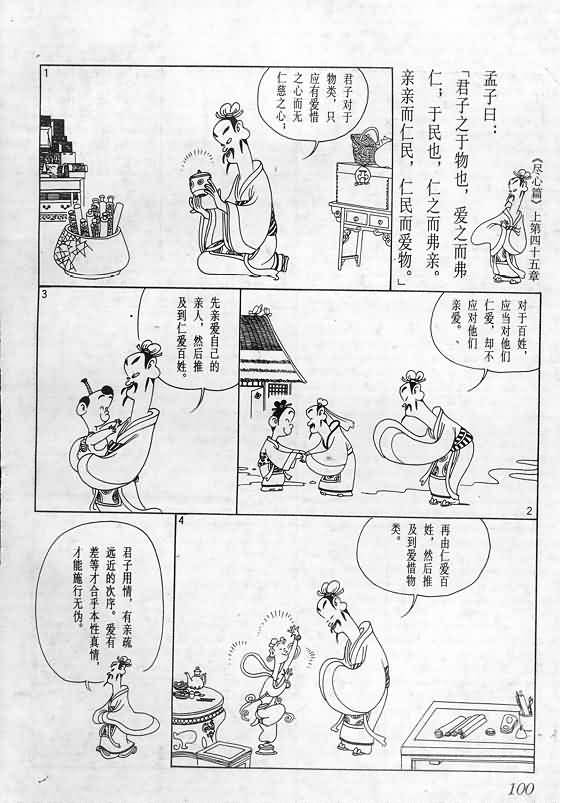 孟子曰：
「君子之于物也，爱之而弗
仁；于民也，仁之而弗亲。
亲亲而仁民，仁民而爱物。」
《尽心篇》上第四十五章
1
君子对于
物类，只
应有爱惜
之心而无
仁慈之心；
2
对于百姓，
应当对他们
仁爱，却不
应对他们
亲爱。
3
先亲爱自己的
亲人，然后推
及到仁爱百姓。
4
再由仁爱百
姓，然后推
及到爱惜物
类。
君子用情，有亲疏
远近的次序。爱有
差等才合乎本性真情，
才能施行无伪。
100